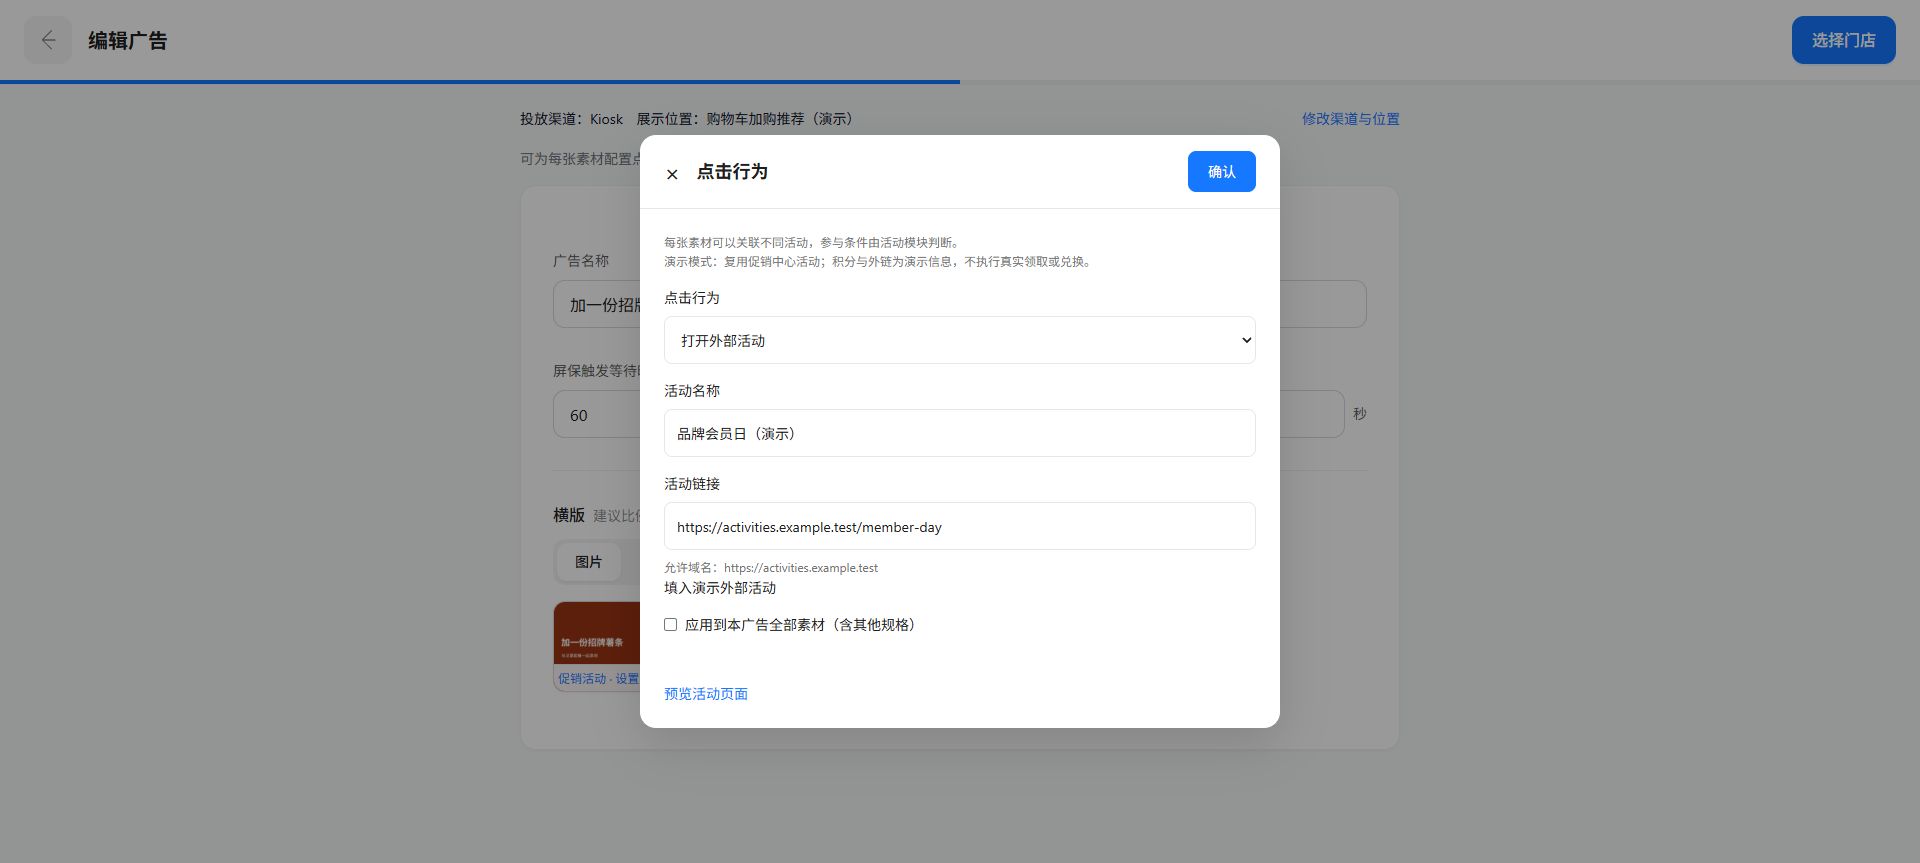 编辑广告
选择门店
投放渠道：Kiosk 展示位置：购物车加购推荐（演示）
修改渠道与位置
可为每张素材配置点
点击行为
确认
每张素材可以关联不同活动，参与条件由活动模块判断。
演示模式：复用促销中心活动；积分与外链为演示信息，不执行真实领取或兑换。
广告名称
加一份招牌
点击行为
打开外部活动
屏保触发等待时
60
秒
活动名称
品牌会员日（演示）
活动链接
https://activities.example.test/member-day
允许域名：https://activities.example.test
填入演示外部活动
应用到本广告全部素材（含其他规格）
预览活动页面
横版 建议比例
图片
加一份招牌薯条
促销活动 · 设置